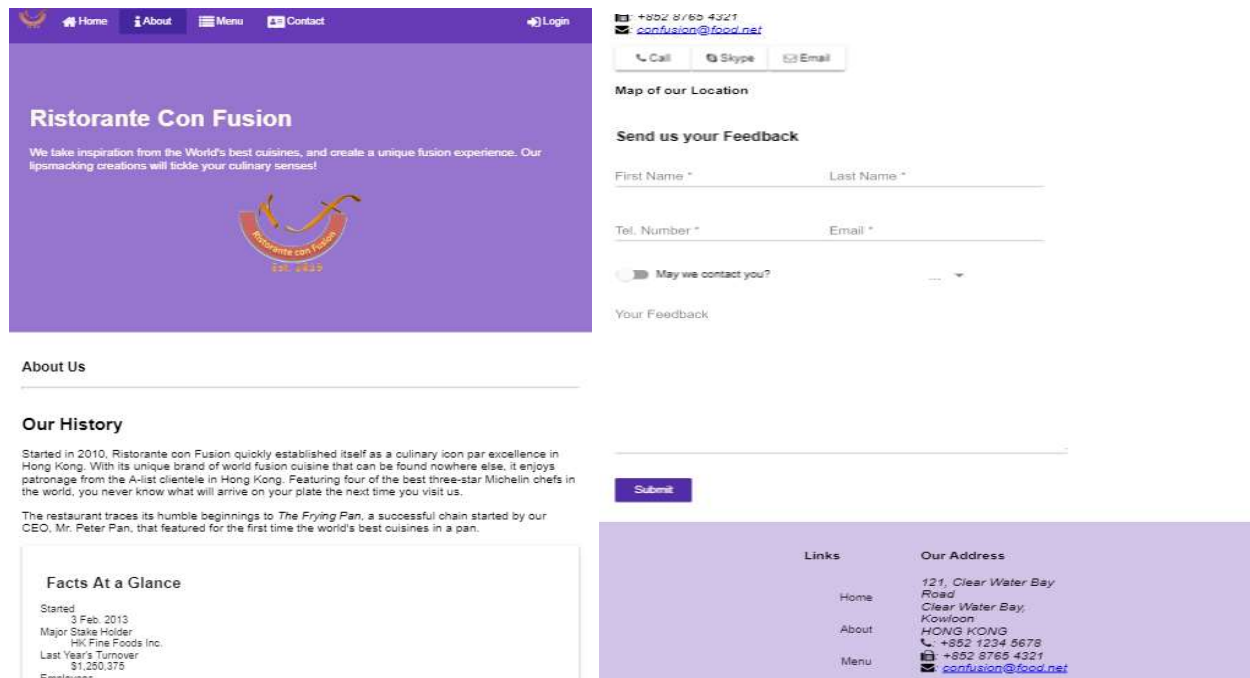 Home About Menu Contact Login
Ristorante Con Fusion
We take inspiration from the World's best cuisines, and create a unique fusion experience. Our
lipsmacking creations will tickle your culinary senses!
Ristorante con Fusion
About Us
Our History
Started in 2010, Ristorante con Fusion quickly established itself as a culinary icon par excellence in
Hong Kong. With its unique brand of world fusion cuisine that can be found nowhere else, it enjoys
patronage from the A-list clientele in Hong Kong. Featuring four of the best three-star Michelin chefs in
the world, you never know what will arrive on your plate the next time you visit us.
The restaurant traces its humble beginnings to The Frying Pan, a successful chain started by our
CEO, Mr. Peter Pan, that featured for the first time the world's best cuisines in a pan.
Facts At a Glance
Started
3 Feb. 2013
Major Stake Holder
HK Fine Foods Inc.
Last Year's Turnover
$1,250,375
Employees
: +852 8765 4321
: confusion@food.net
Call Skype Email
Map of our Location
Send us your Feedback
First Name * Last Name *
Tel. Number * Email *
May we contact you?
Your Feedback
Submit
Links
Home
About
Menu
Our Address
121, Clear Water Bay
Road
Clear Water Bay,
Kowloon
HONG KONG
: +852 1234 5678
: +852 8765 4321
: confusion@food.net